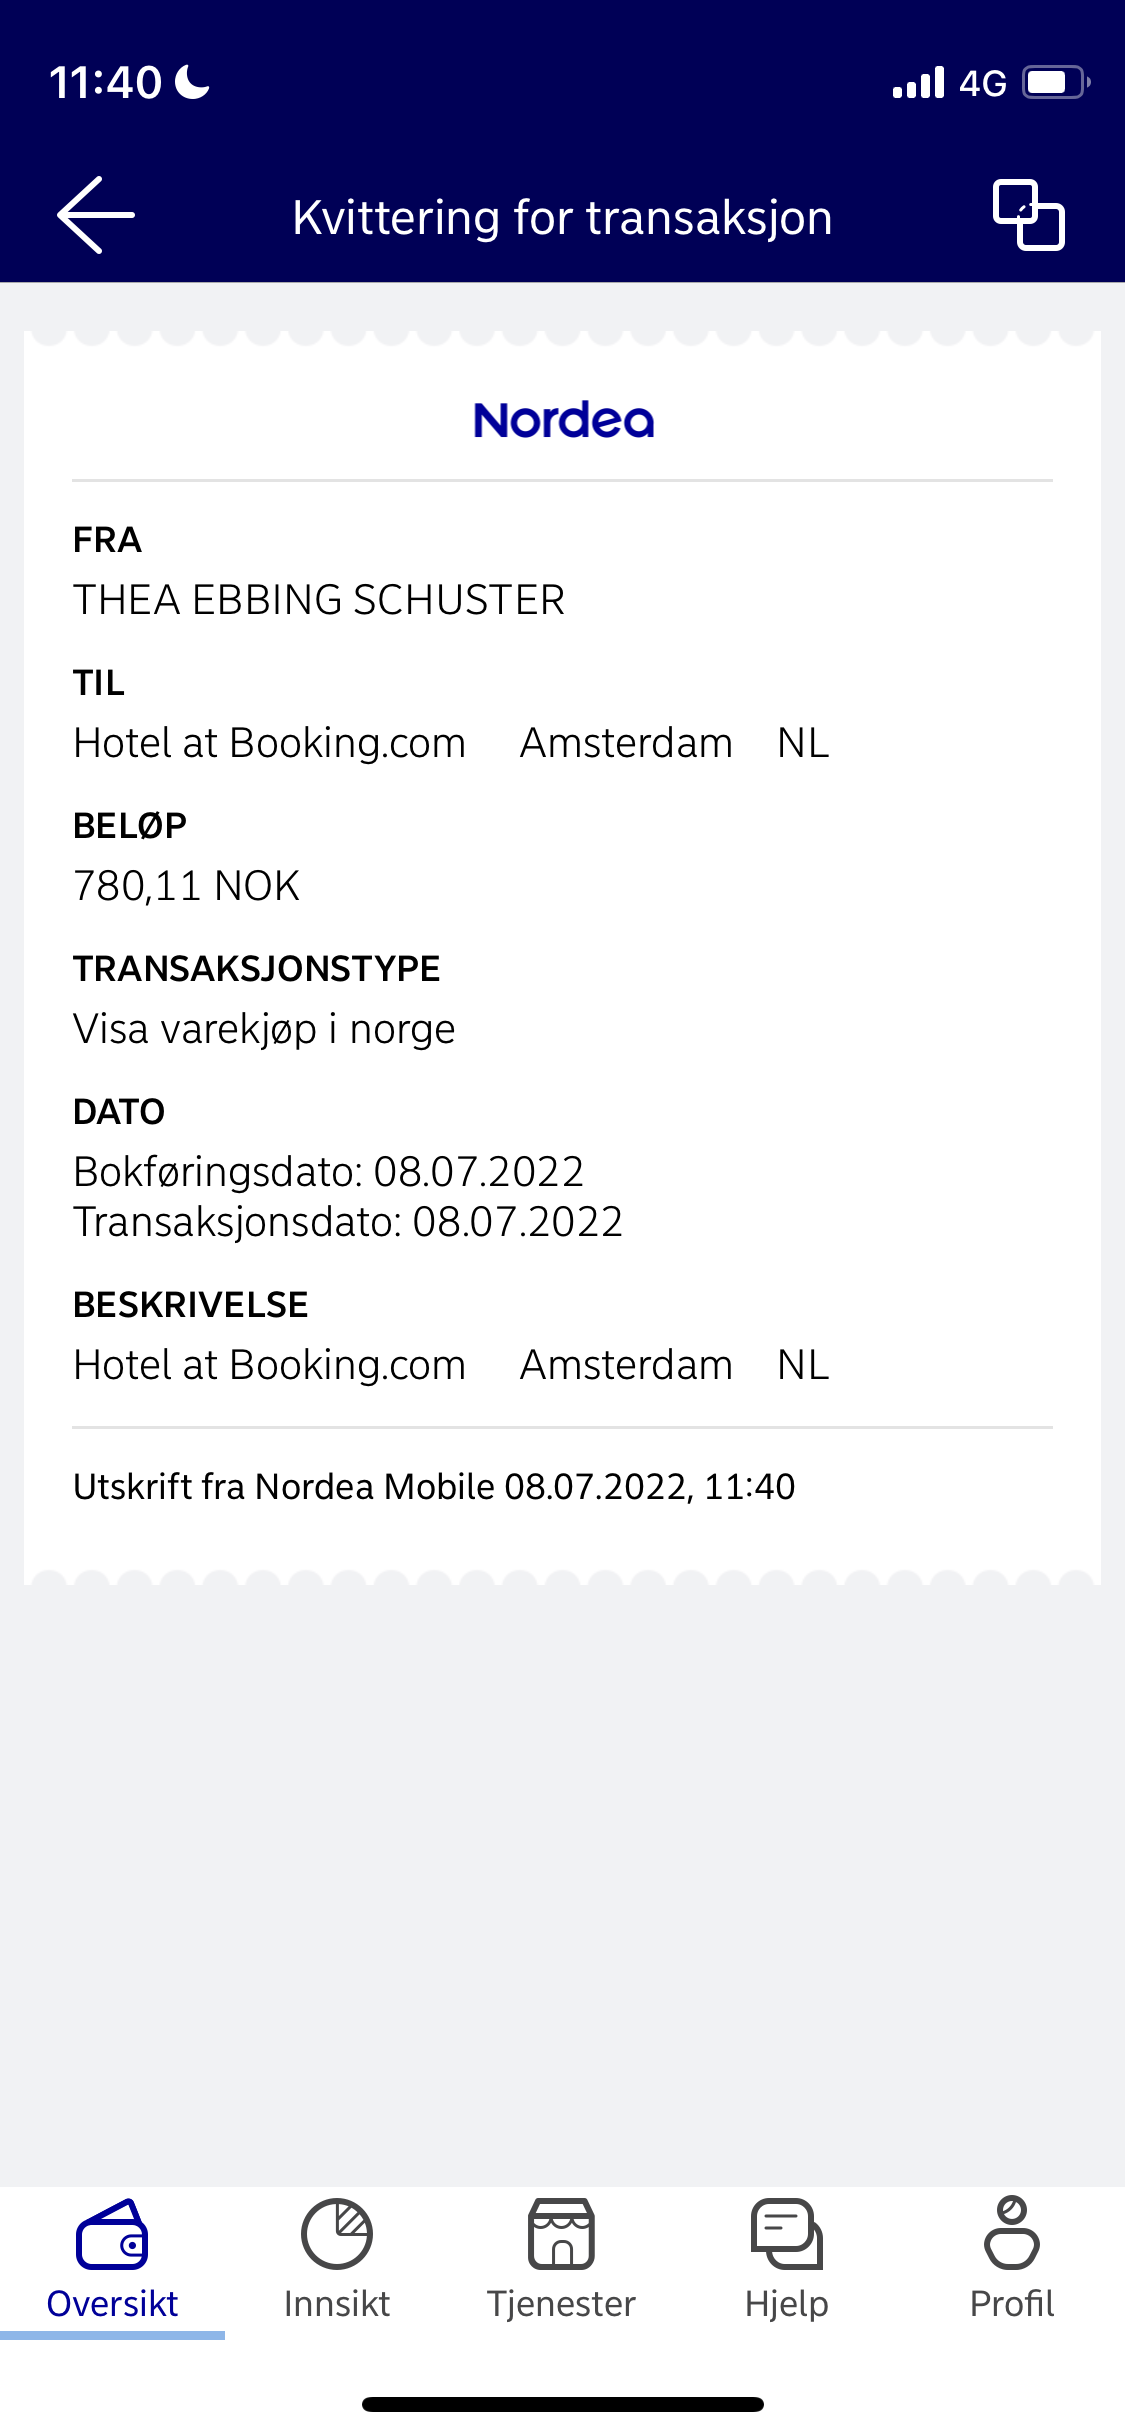 11:40
4G
Kvittering for transaksjon
Nordea
FRA
THEA EBBING SCHUSTER
TIL
Hotel at Booking.com Amsterdam NL
BELØP
780,11 NOK
TRANSAKSJONSTYPE
Visa varekjøp i norge
DATO
Bokføringsdato: 08.07.2022
Transaksjonsdato: 08.07.2022
BESKRIVELSE
Hotel at Booking.com Amsterdam NL
Utskrift fra Nordea Mobile 08.07.2022, 11:40
Oversikt Innsikt Tjenester Hjelp Profil